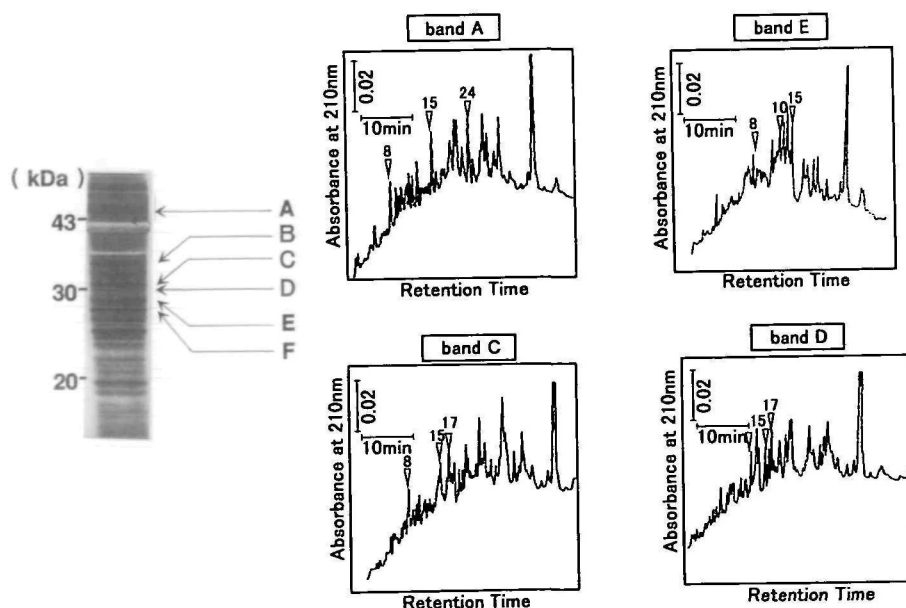 ( kDa)
43
30
20
A
B
C
D
E
F
band A
Absorbance at 210nm
0.02
10min
8
15
24
Retention Time
band E
Absorbance at 210nm
0.02
10min
8
10
15
Retention Time
band C
Absorbance at 210nm
0.02
10min
8
15
17
Retention Time
band D
Absorbance at 210nm
0.02
10min
15
17
Retention Time